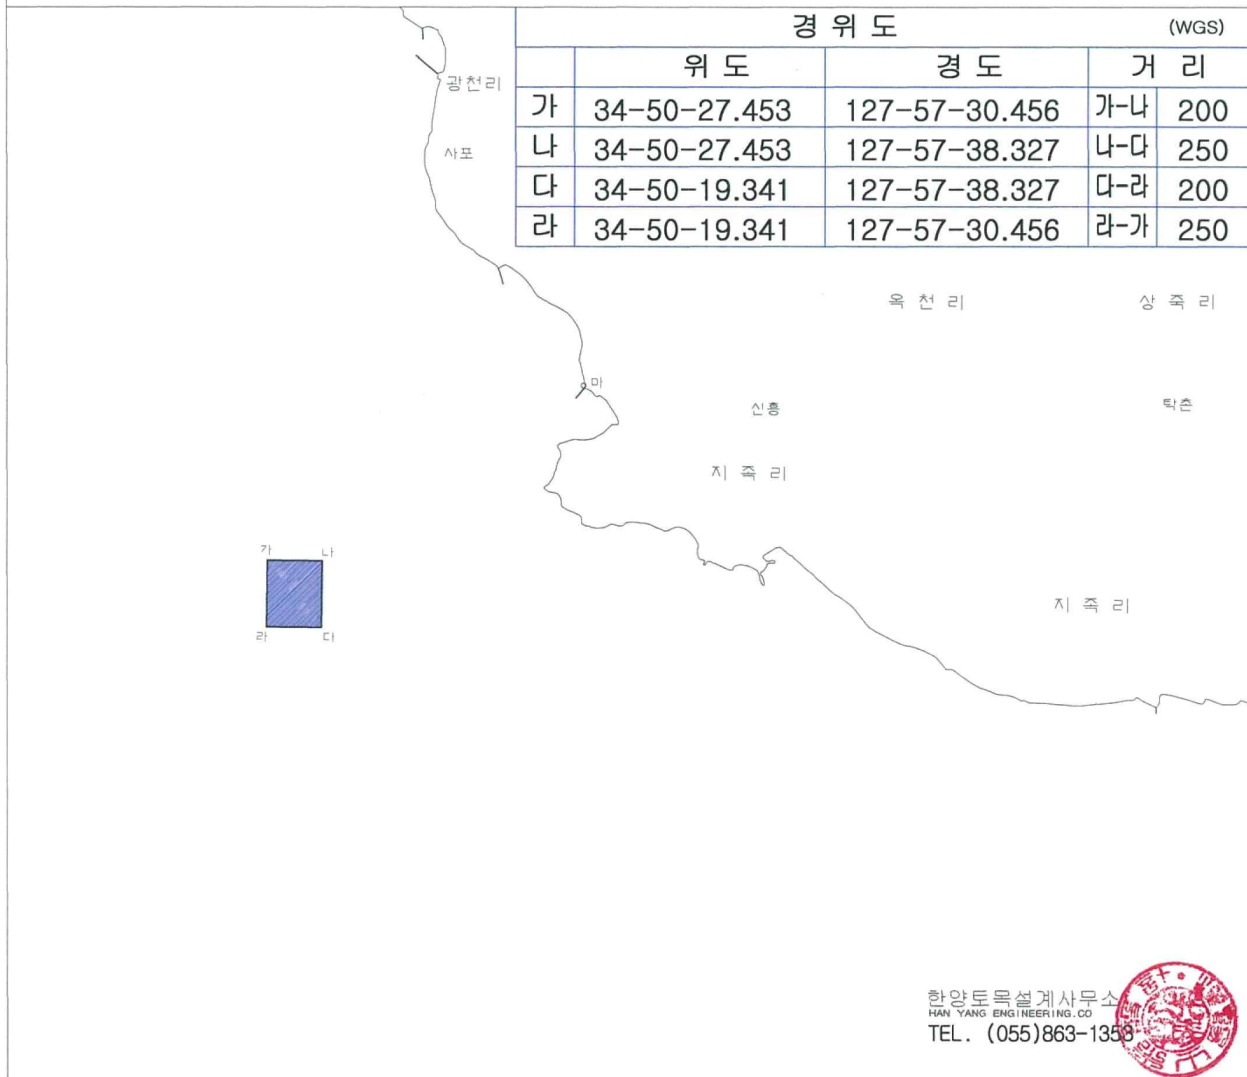 경 위 도 (WGS)
위 도 경 도 거 리
가 34-50-27.453 127-57-30.456 가-나 200
나 34-50-27.453 127-57-38.327 나-다 250
다 34-50-19.341 127-57-38.327 다-라 200
라 34-50-19.341 127-57-30.456 라-가 250
광천리
사포
옥 천 리 상 죽 리
마
신흥 탁촌
지 족 리
가 나
지 족 리
라 다
한양토목설계사무소
HAN YANG ENGINEERING.CO
TEL. (055)863-1353